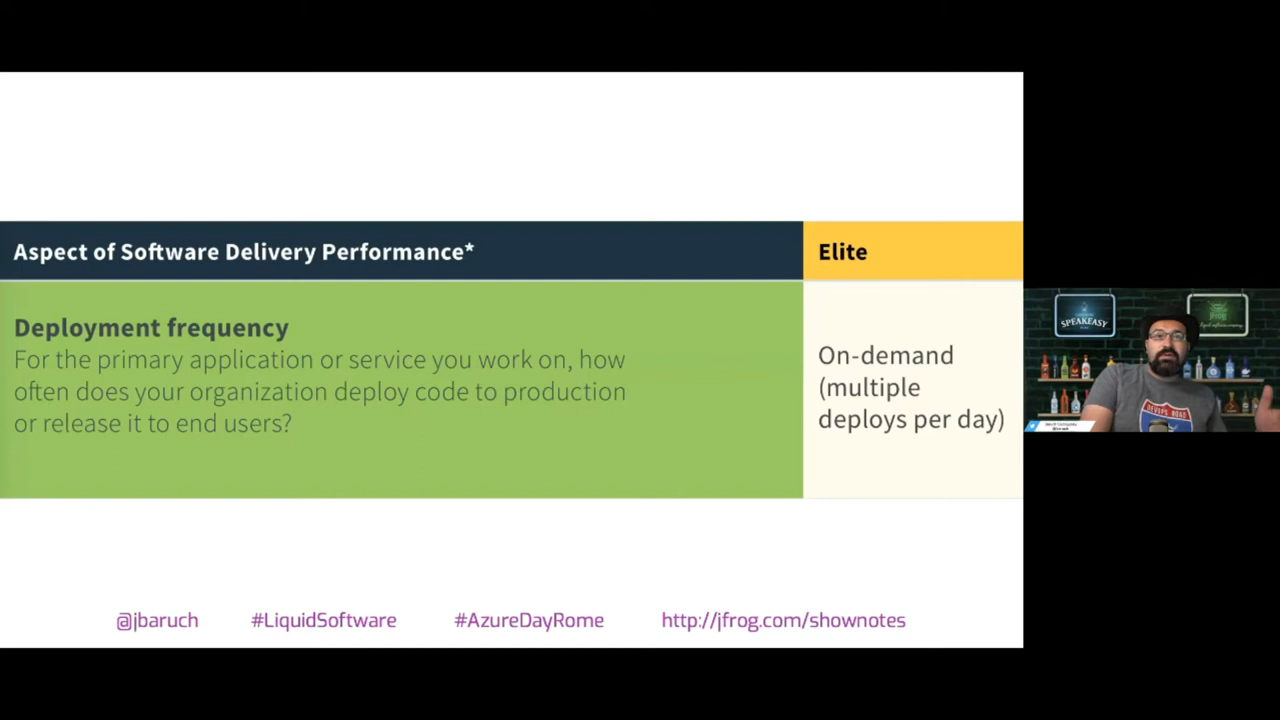 Aspect of Software Delivery Performance*
Elite
Deployment frequency
For the primary application or service you work on, how
often does your organization deploy code to production
or release it to end users?
On-demand
(multiple
deploys per day)
SPEAKEASY
jFrog
DEVOPS ROAD
@jbaruch
#LiquidSoftware
#AzureDayRome
http://jfrog.com/shownotes